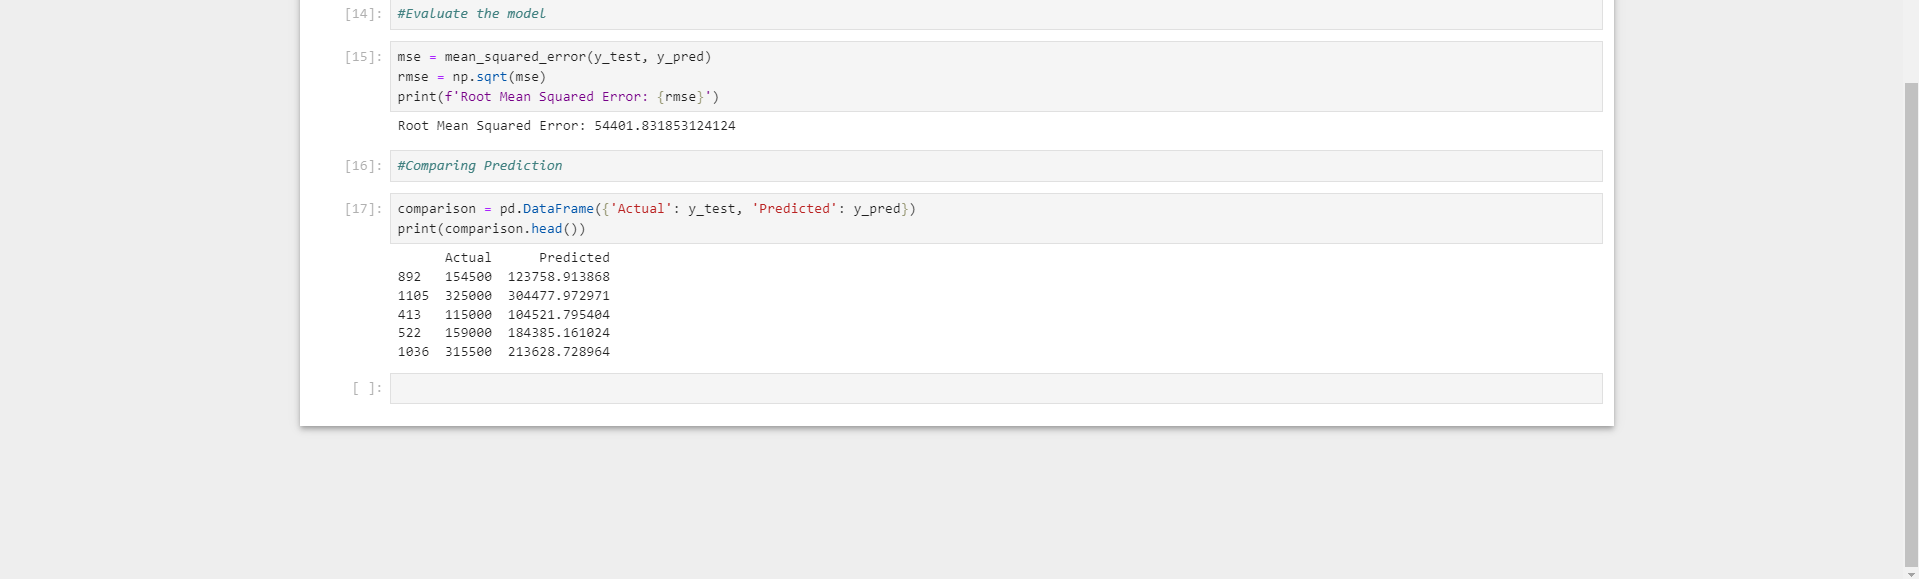 [14]: #Evaluate the model
[15]: mse = mean_squared_error(y_test, y_pred)
rmse = np.sqrt(mse)
print(f'Root Mean Squared Error: {rmse}')
Root Mean Squared Error: 54401.831853124124
[16]: #Comparing Prediction
[17]: comparison = pd.DataFrame({'Actual': y_test, 'Predicted': y_pred})
print(comparison.head())
Actual Predicted
892 154500 123758.913868
1105 325000 304477.972971
413 115000 104521.795404
522 159000 184385.161024
1036 315500 213628.728964
[ ]: